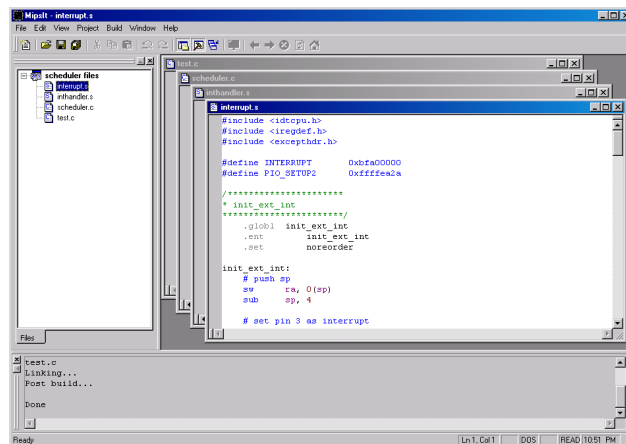 MipsIt - interrupt.s
File Edit View Project Build Window Help
scheduler files
interrupt.s
inthandler.s
scheduler.c
test.c
Files
test.c
scheduler.c
inthandler.s
interrupt.s
#include <idtcpu.h>
#include <iregdef.h>
#include <excepthdr.h>
#define INTERRUPT 0xbfa00000
#define PIO_SETUP2 0xffffea2a
/**********************
* init_ext_int
***********************/
.globl init_ext_int
.ent init_ext_int
.set noreorder
init_ext_int:
# push sp
sw ra, 0(sp)
sub sp, 4
# set pin 3 as interrupt
test.c
Linking...
Post build...
Done
Ready Ln 1, Col 1 DOS READ 10:51 PM